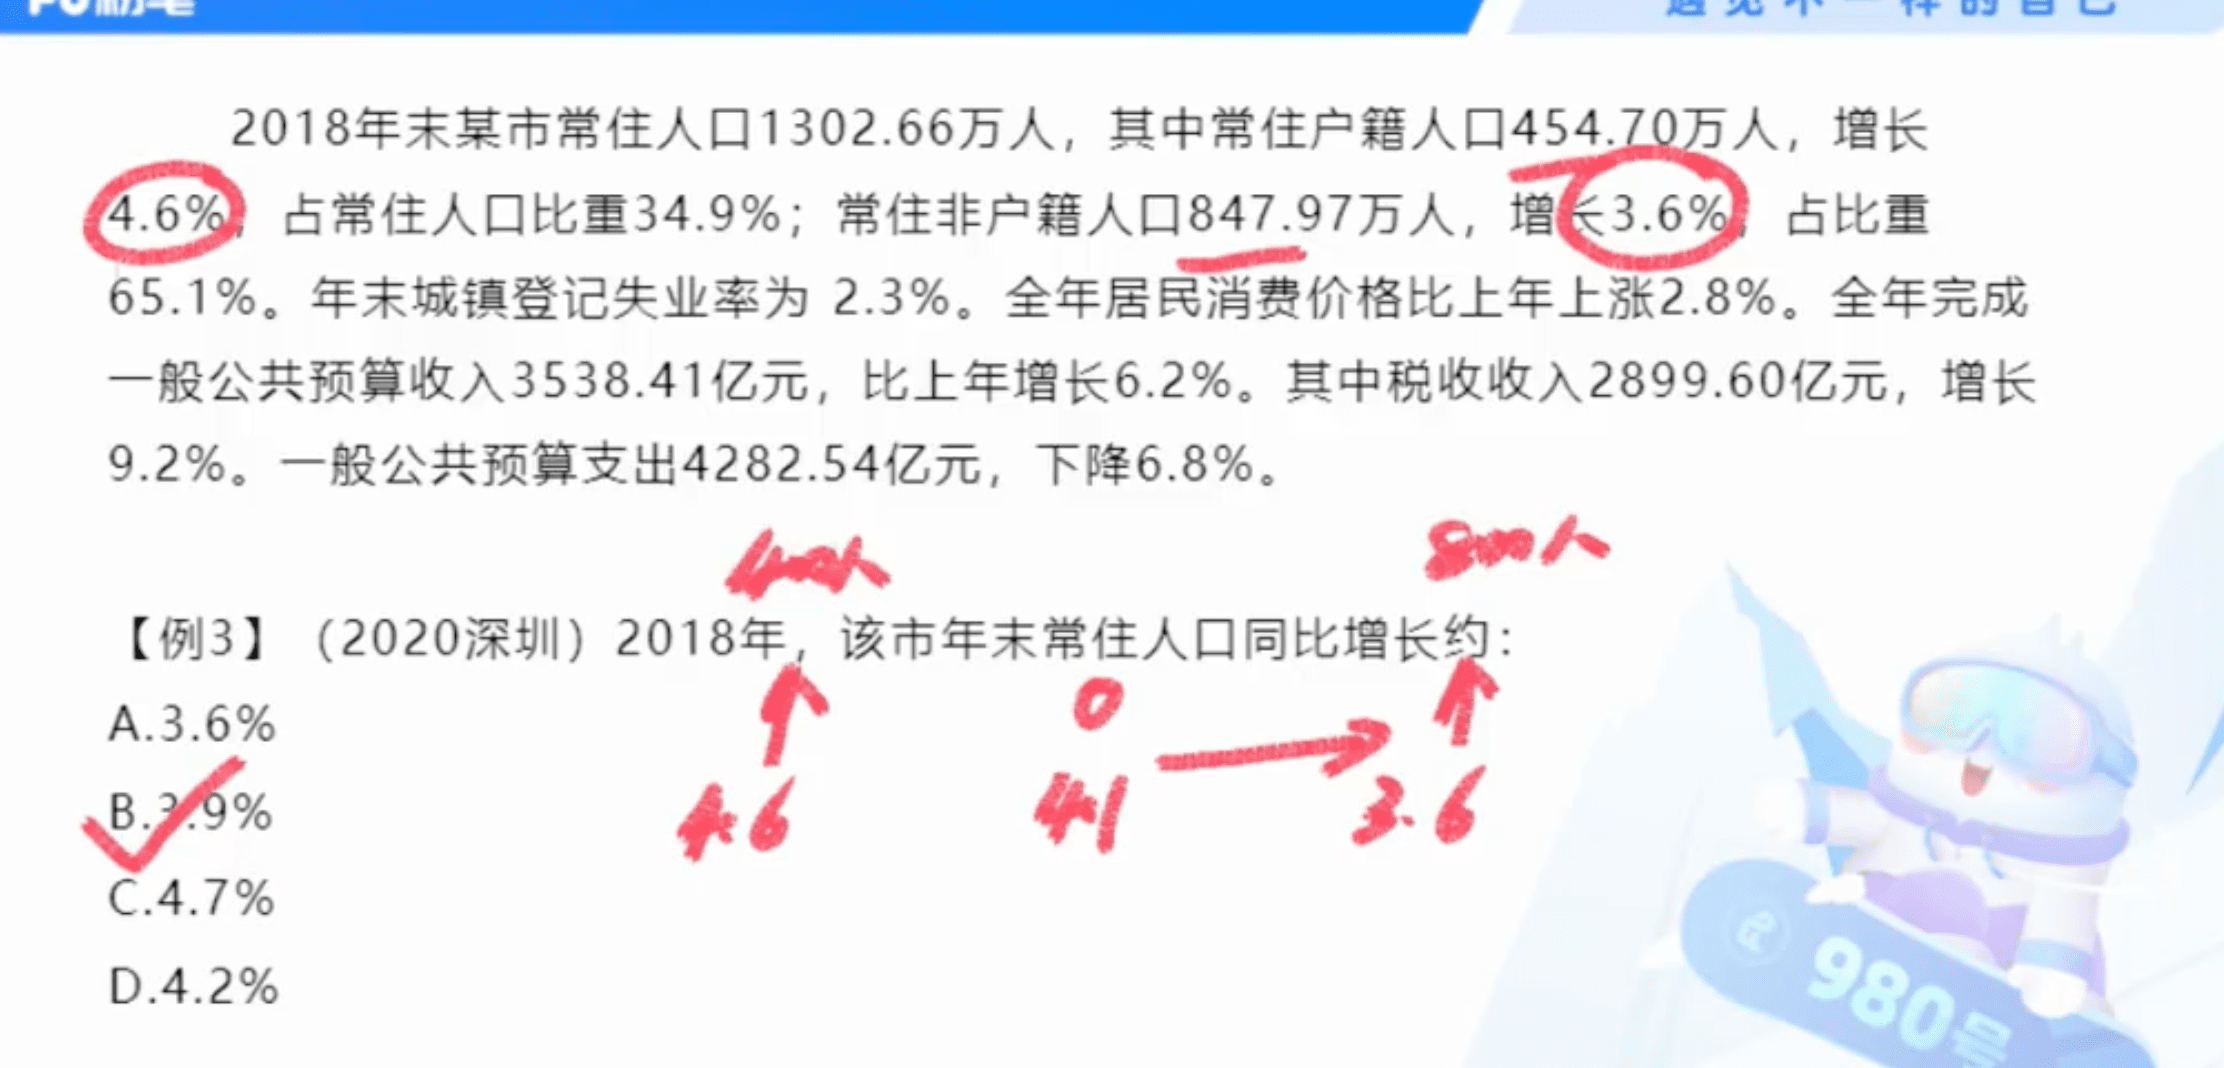 粉笔
遇见不一样的自己
2018年末某市常住人口1302.66万人，其中常住户籍人口454.70万人，增长
4.6%，占常住人口比重34.9%；常住非户籍人口847.97万人，增长3.6%，占比重
65.1%。年末城镇登记失业率为 2.3%。全年居民消费价格比上年上涨2.8%。全年完成
一般公共预算收入3538.41亿元，比上年增长6.2%。其中税收收入2899.60亿元，增长
9.2%。一般公共预算支出4282.54亿元，下降6.8%。
400人
800人
【例3】（2020深圳）2018年，该市年末常住人口同比增长约：
A.3.6%
0
B.3.9%
4.6
4.1
3.6
C.4.7%
D.4.2%
980号